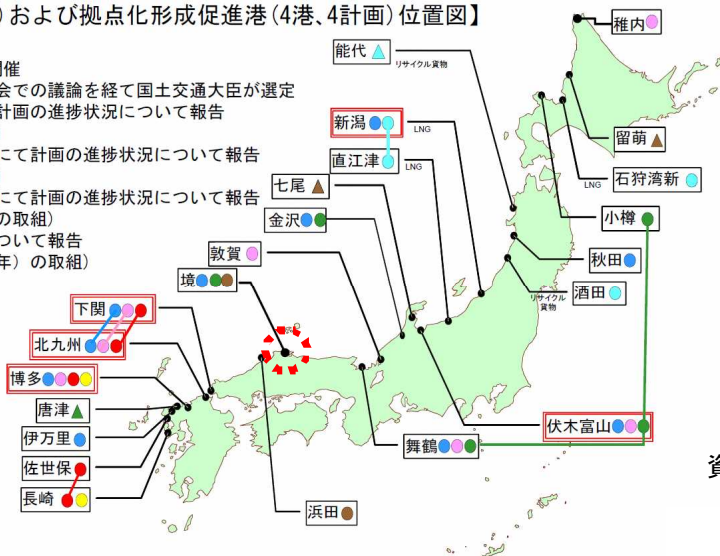 )および拠点化形成促進港(4港、4計画)位置図】
開催
会での議論を経て国土交通大臣が選定
計画の進捗状況について報告
にて計画の進捗状況について報告
にて計画の進捗状況について報告
の取組)
ついて報告
年)の取組)
稚内
能代
リサイクル貨物
新潟
LNG
直江津
LNG
留萌
石狩湾新
LNG
七尾
金沢
小樽
敦賀
秋田
境
酒田
リサイクル
貨物
下関
北九州
博多
唐津
伊万里
佐世保
長崎
舞鶴
伏木富山
浜田
資